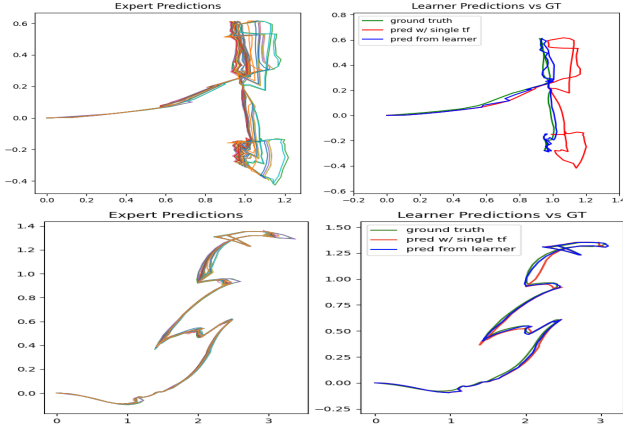 Expert Predictions
0.6
0.4
0.2
0.0
−0.2
−0.4
0.0 0.2 0.4 0.6 0.8 1.0 1.2
Learner Predictions vs GT
ground truth
pred w/ single tf
pred from learner
0.6
0.4
0.2
0.0
−0.2
−0.4
−0.6
−0.2 0.0 0.2 0.4 0.6 0.8 1.0 1.2 1.4
Expert Predictions
1.4
1.2
1.0
0.8
0.6
0.4
0.2
0.0
0 1 2 3
Learner Predictions vs GT
ground truth
pred w/ single tf
pred from learner
1.50
1.25
1.00
0.75
0.50
0.25
0.00
−0.25
0 1 2 3